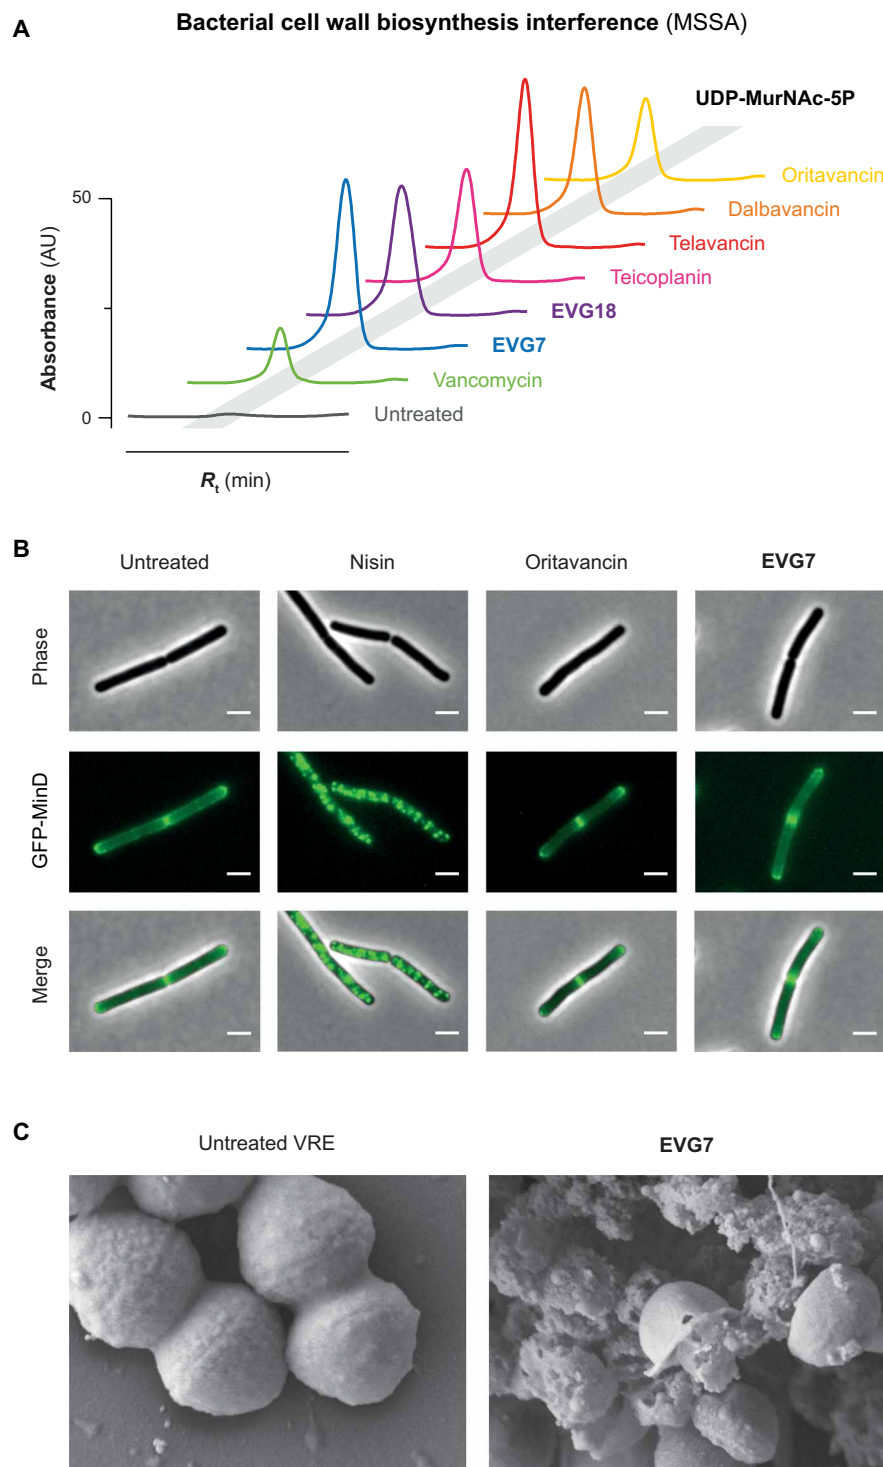 A
Bacterial cell wall biosynthesis interference (MSSA)
UDP-MurNAc-5P
Oritavancin
50
Dalbavancin
Telavancin
Teicoplanin
EVG18
EVG7
Vancomycin
Untreated
0
Absorbance (AU)
Rt (min)
B
Untreated Nisin Oritavancin EVG7
Phase
GFP-MinD
Merge
C
Untreated VRE EVG7